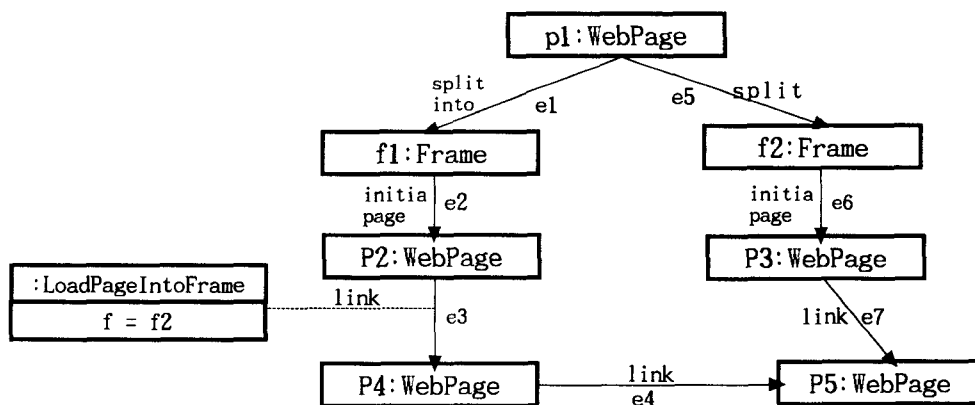 p1:WebPage
split
into
e1
e5
split
f1:Frame
f2:Frame
initia
page
e2
initia
page
e6
P2:WebPage
P3:WebPage
:LoadPageIntoFrame
f = f2
link
e3
link
e7
P4:WebPage
link
e4
P5:WebPage